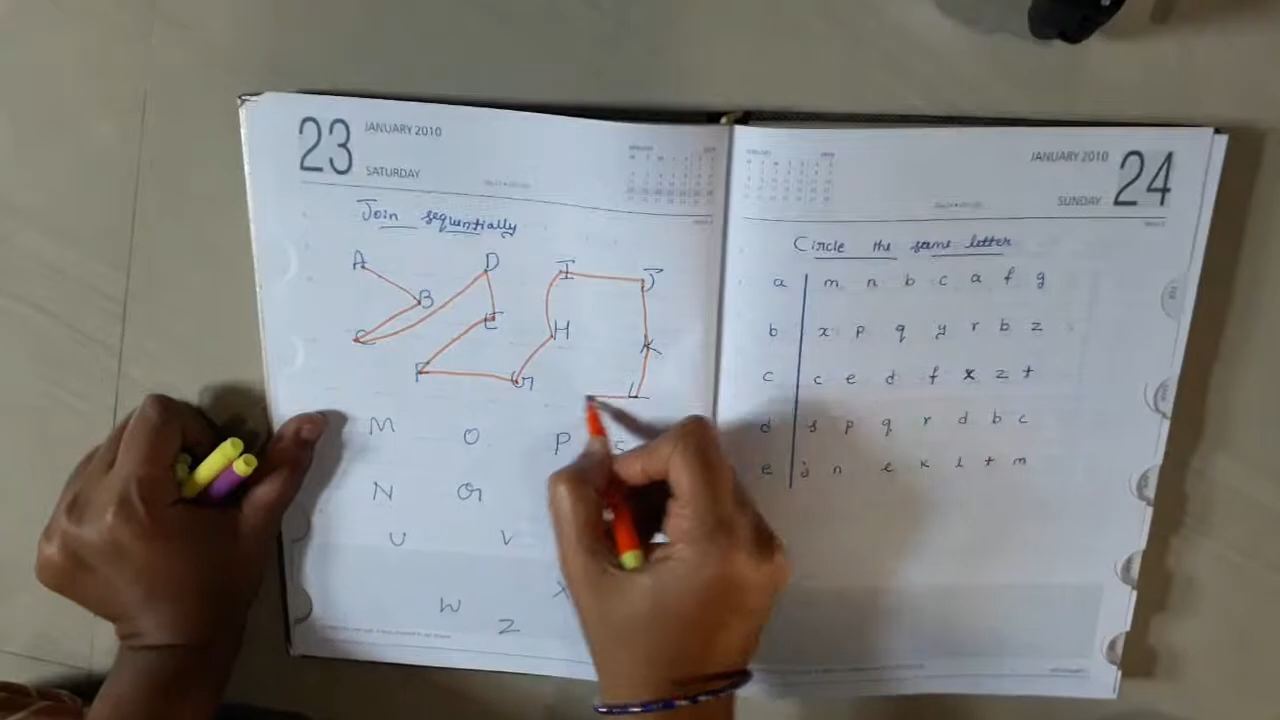 23 JANUARY 2010
SATURDAY
Join sequentially
A D I J
B
C E H K
F G L
M O P S
N Q
U V
W X
Z
JANUARY 2010 24
SUNDAY
Circle the same letter
a m n b c a f g
b x p q y r b z
c c e d f x z t
d s p q r d b c
e j n e k l t m